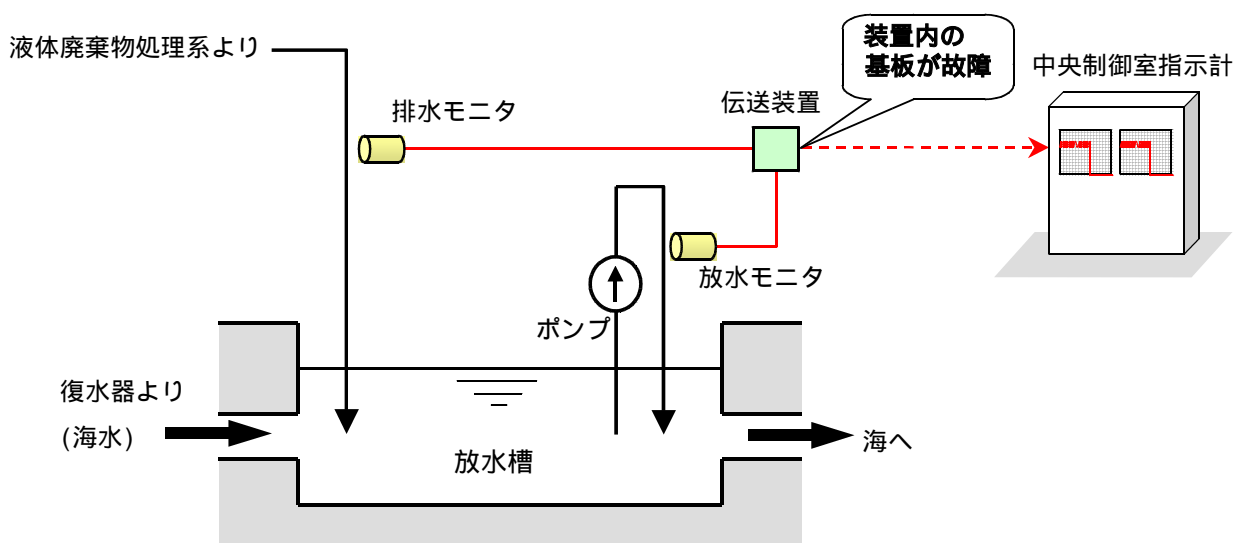 液体廃棄物処理系より
装置内の
基板が故障
中央制御室指示計
伝送装置
排水モニタ
放水モニタ
ポンプ
復水器より
(海水)
放水槽
海へ